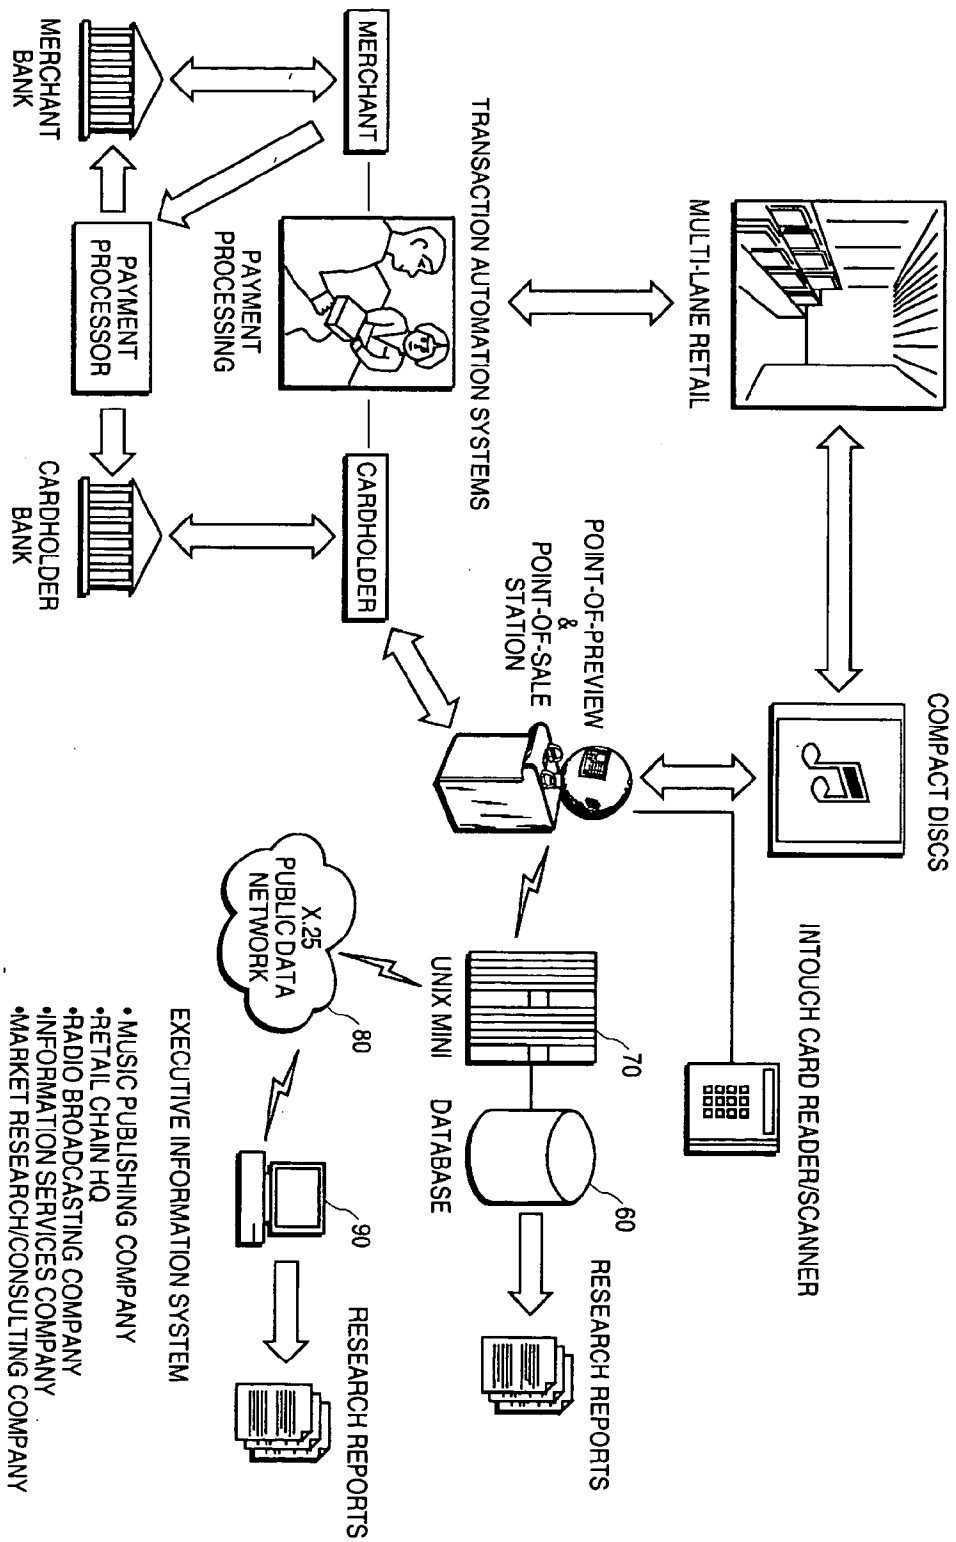 MULTI-LANE RETAIL
COMPACT DISCS
INTOUCH CARD READER/SCANNER
TRANSACTION AUTOMATION SYSTEMS
POINT-OF-PREVIEW
&
POINT-OF-SALE
STATION
MERCHANT
PAYMENT
PROCESSING
CARDHOLDER
MERCHANT
BANK
PAYMENT
PROCESSOR
CARDHOLDER
BANK
70
UNIX MINI
60
DATABASE
RESEARCH REPORTS
X.25
PUBLIC DATA
NETWORK
80
90
RESEARCH REPORTS
EXECUTIVE INFORMATION SYSTEM
• MUSIC PUBLISHING COMPANY
•RETAIL CHAIN HQ
•RADIO BROADCASTING COMPANY
•INFORMATION SERVICES COMPANY
•MARKET RESEARCH/CONSULTING COMPANY